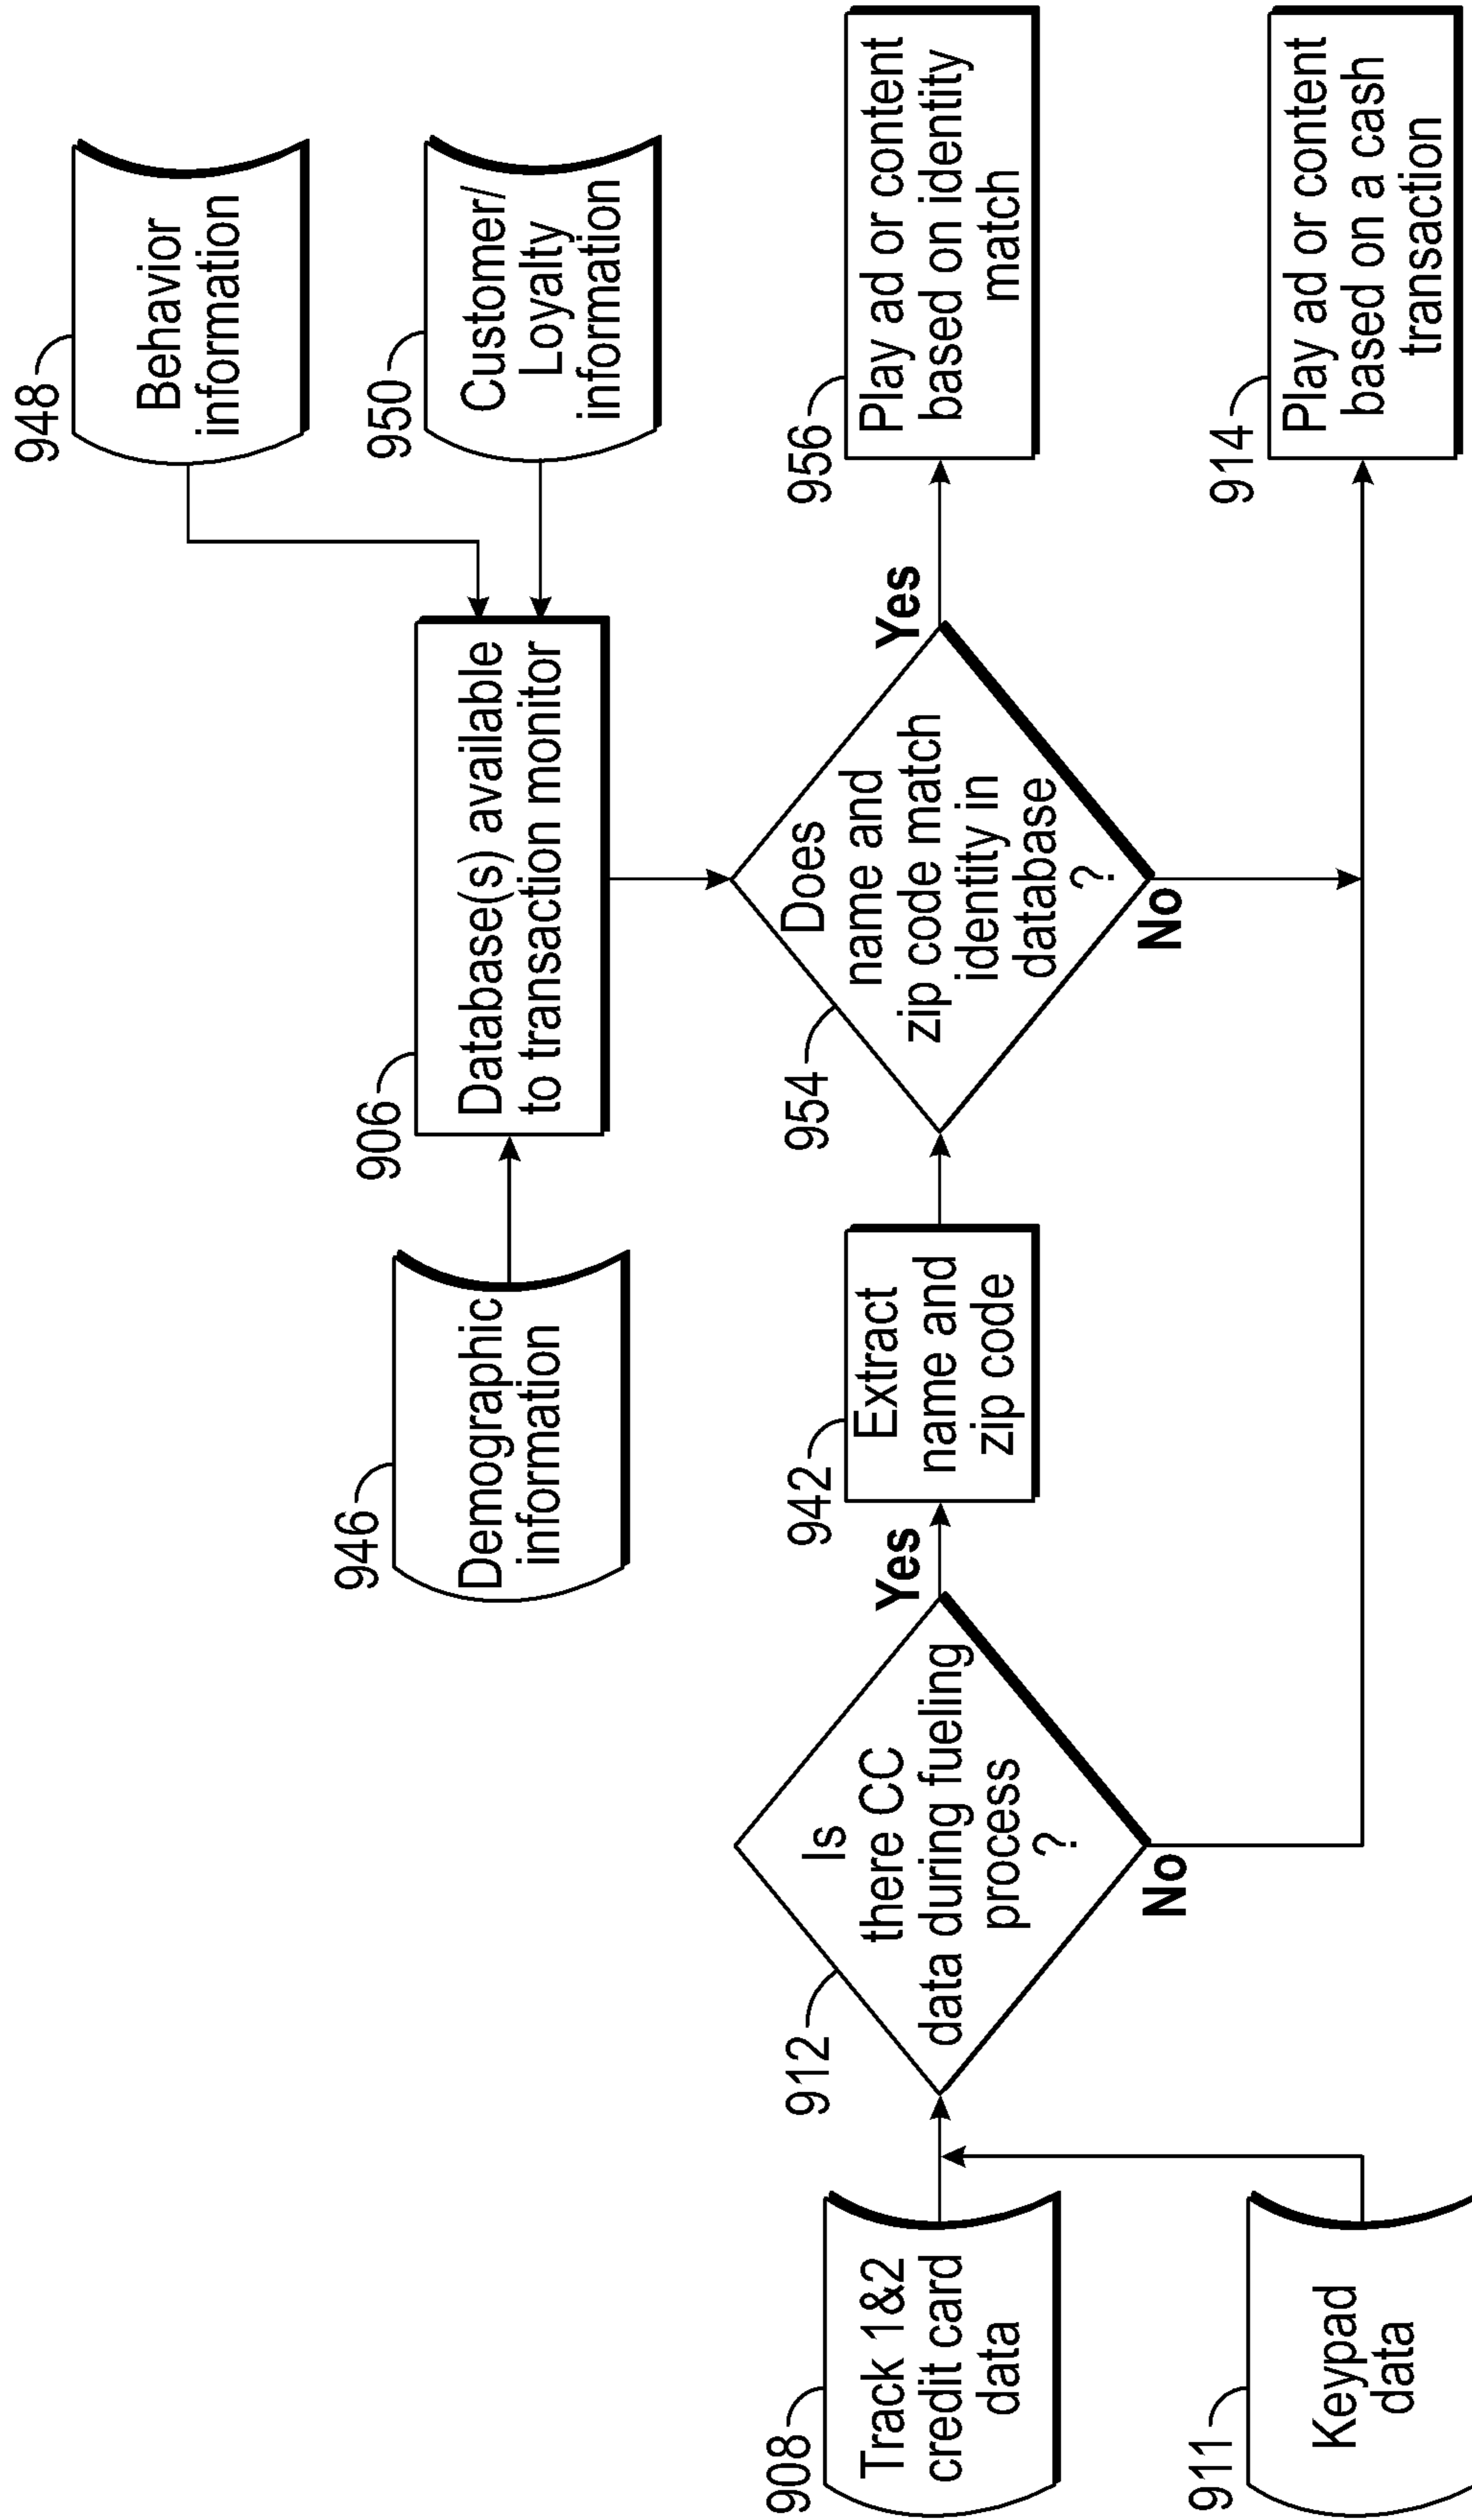 948
Behavior
information
946
Demographic
information
906
Database(s) available
to transaction monitor
950
Customer/
Loyalty
information
908
Track 1&2
credit card
data
912
Is
there CC
data during fueling
process
?
Yes
No
942
Extract
name and
zip code
954
Does
name and
zip code match
identity in
database
?
Yes
No
956
Play ad or content
based on identity
match
911
Keypad
data
914
Play ad or content
based on a cash
transaction